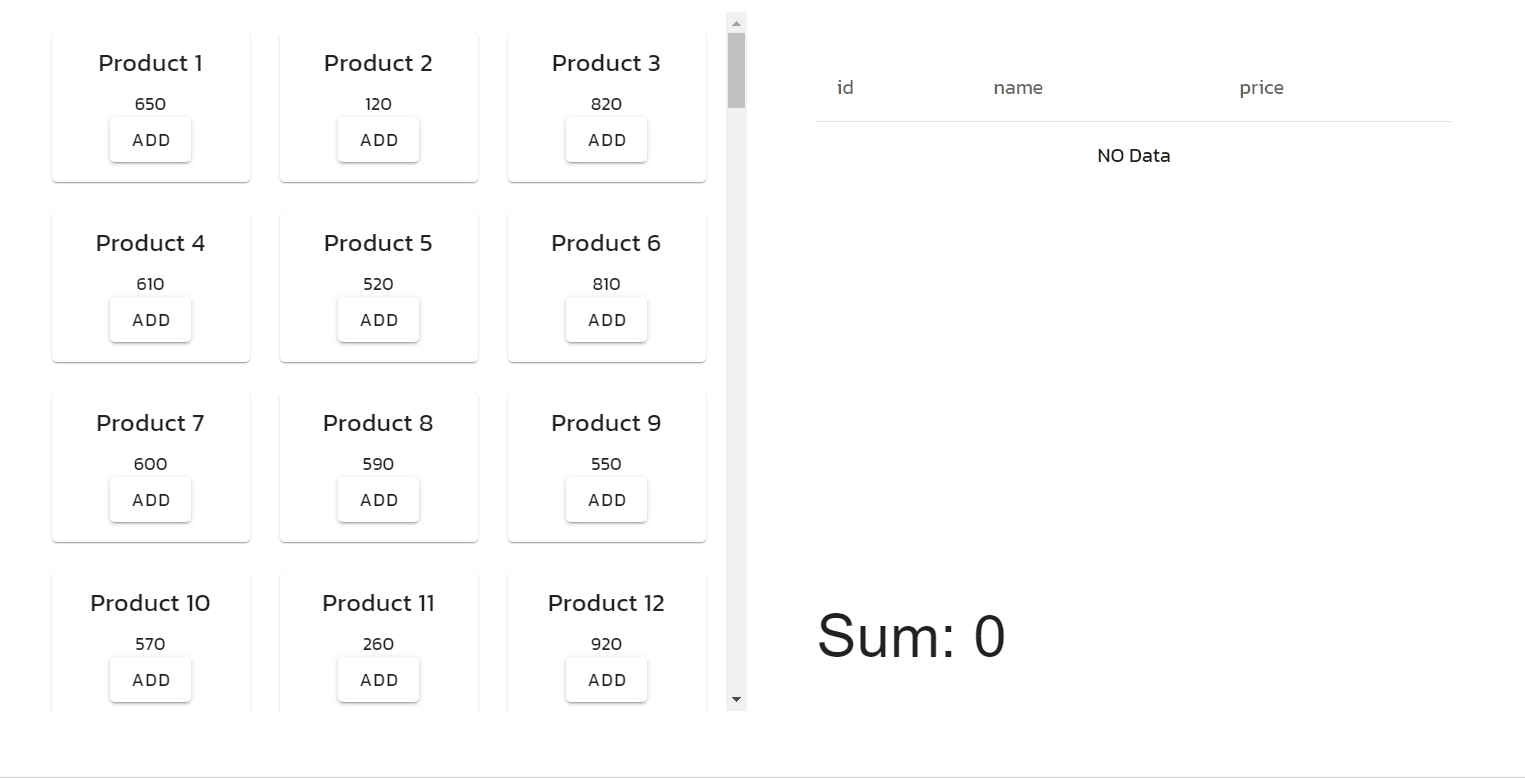 Product 1 Product 2 Product 3
650 120 820
ADD ADD ADD
Product 4 Product 5 Product 6
610 520 810
ADD ADD ADD
Product 7 Product 8 Product 9
600 590 550
ADD ADD ADD
Product 10 Product 11 Product 12
570 260 920
ADD ADD ADD
id name price
NO Data
Sum: 0